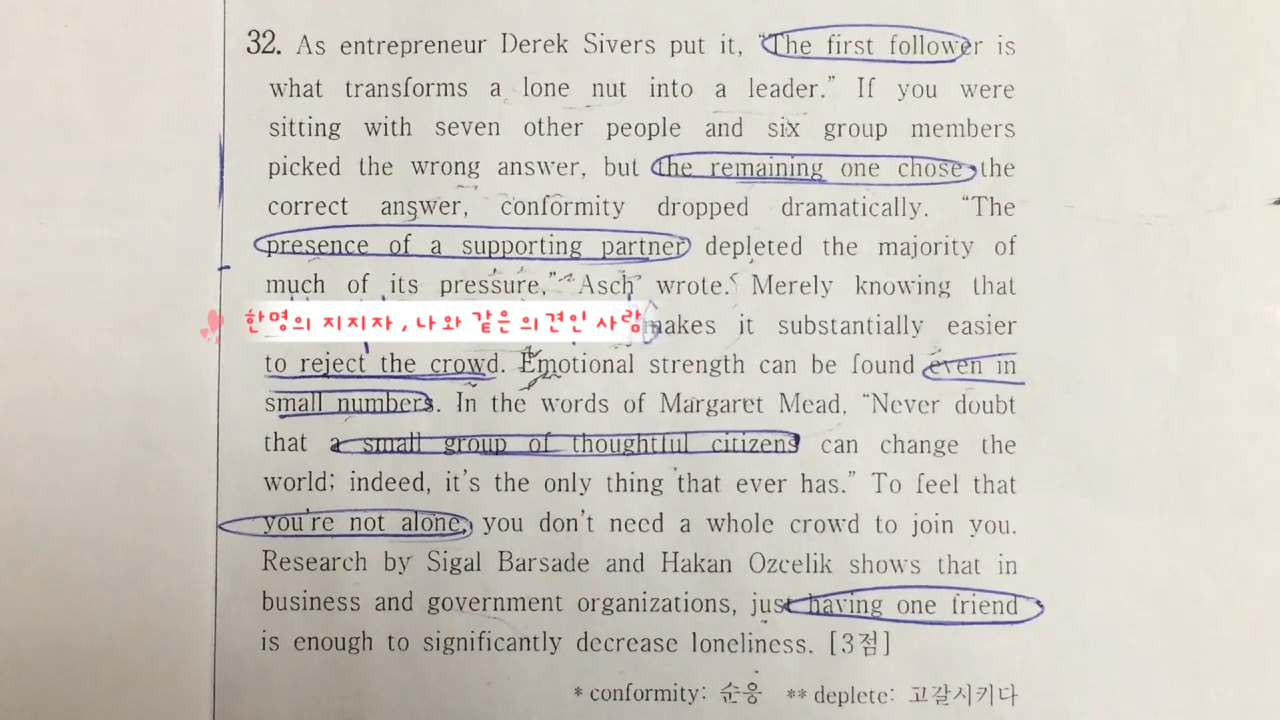 32. As entrepreneur Derek Sivers put it, “The first follower is
what transforms a lone nut into a leader.” If you were
sitting with seven other people and six group members
picked the wrong answer, but the remaining one chose the
correct answer, conformity dropped dramatically. “The
presence of a supporting partner depleted the majority of
much of its pressure,” Asch wrote. Merely knowing that
한명의 지지자, 나와 같은 의견인 사람 makes it substantially easier
to reject the crowd. Emotional strength can be found even in
small numbers. In the words of Margaret Mead, “Never doubt
that a small group of thoughtful citizens can change the
world; indeed, it’s the only thing that ever has.” To feel that
you’re not alone, you don’t need a whole crowd to join you.
Research by Sigal Barsade and Hakan Ozcelik shows that in
business and government organizations, just having one friend
is enough to significantly decrease loneliness. [3점]
* conformity: 순응 ** deplete: 고갈시키다